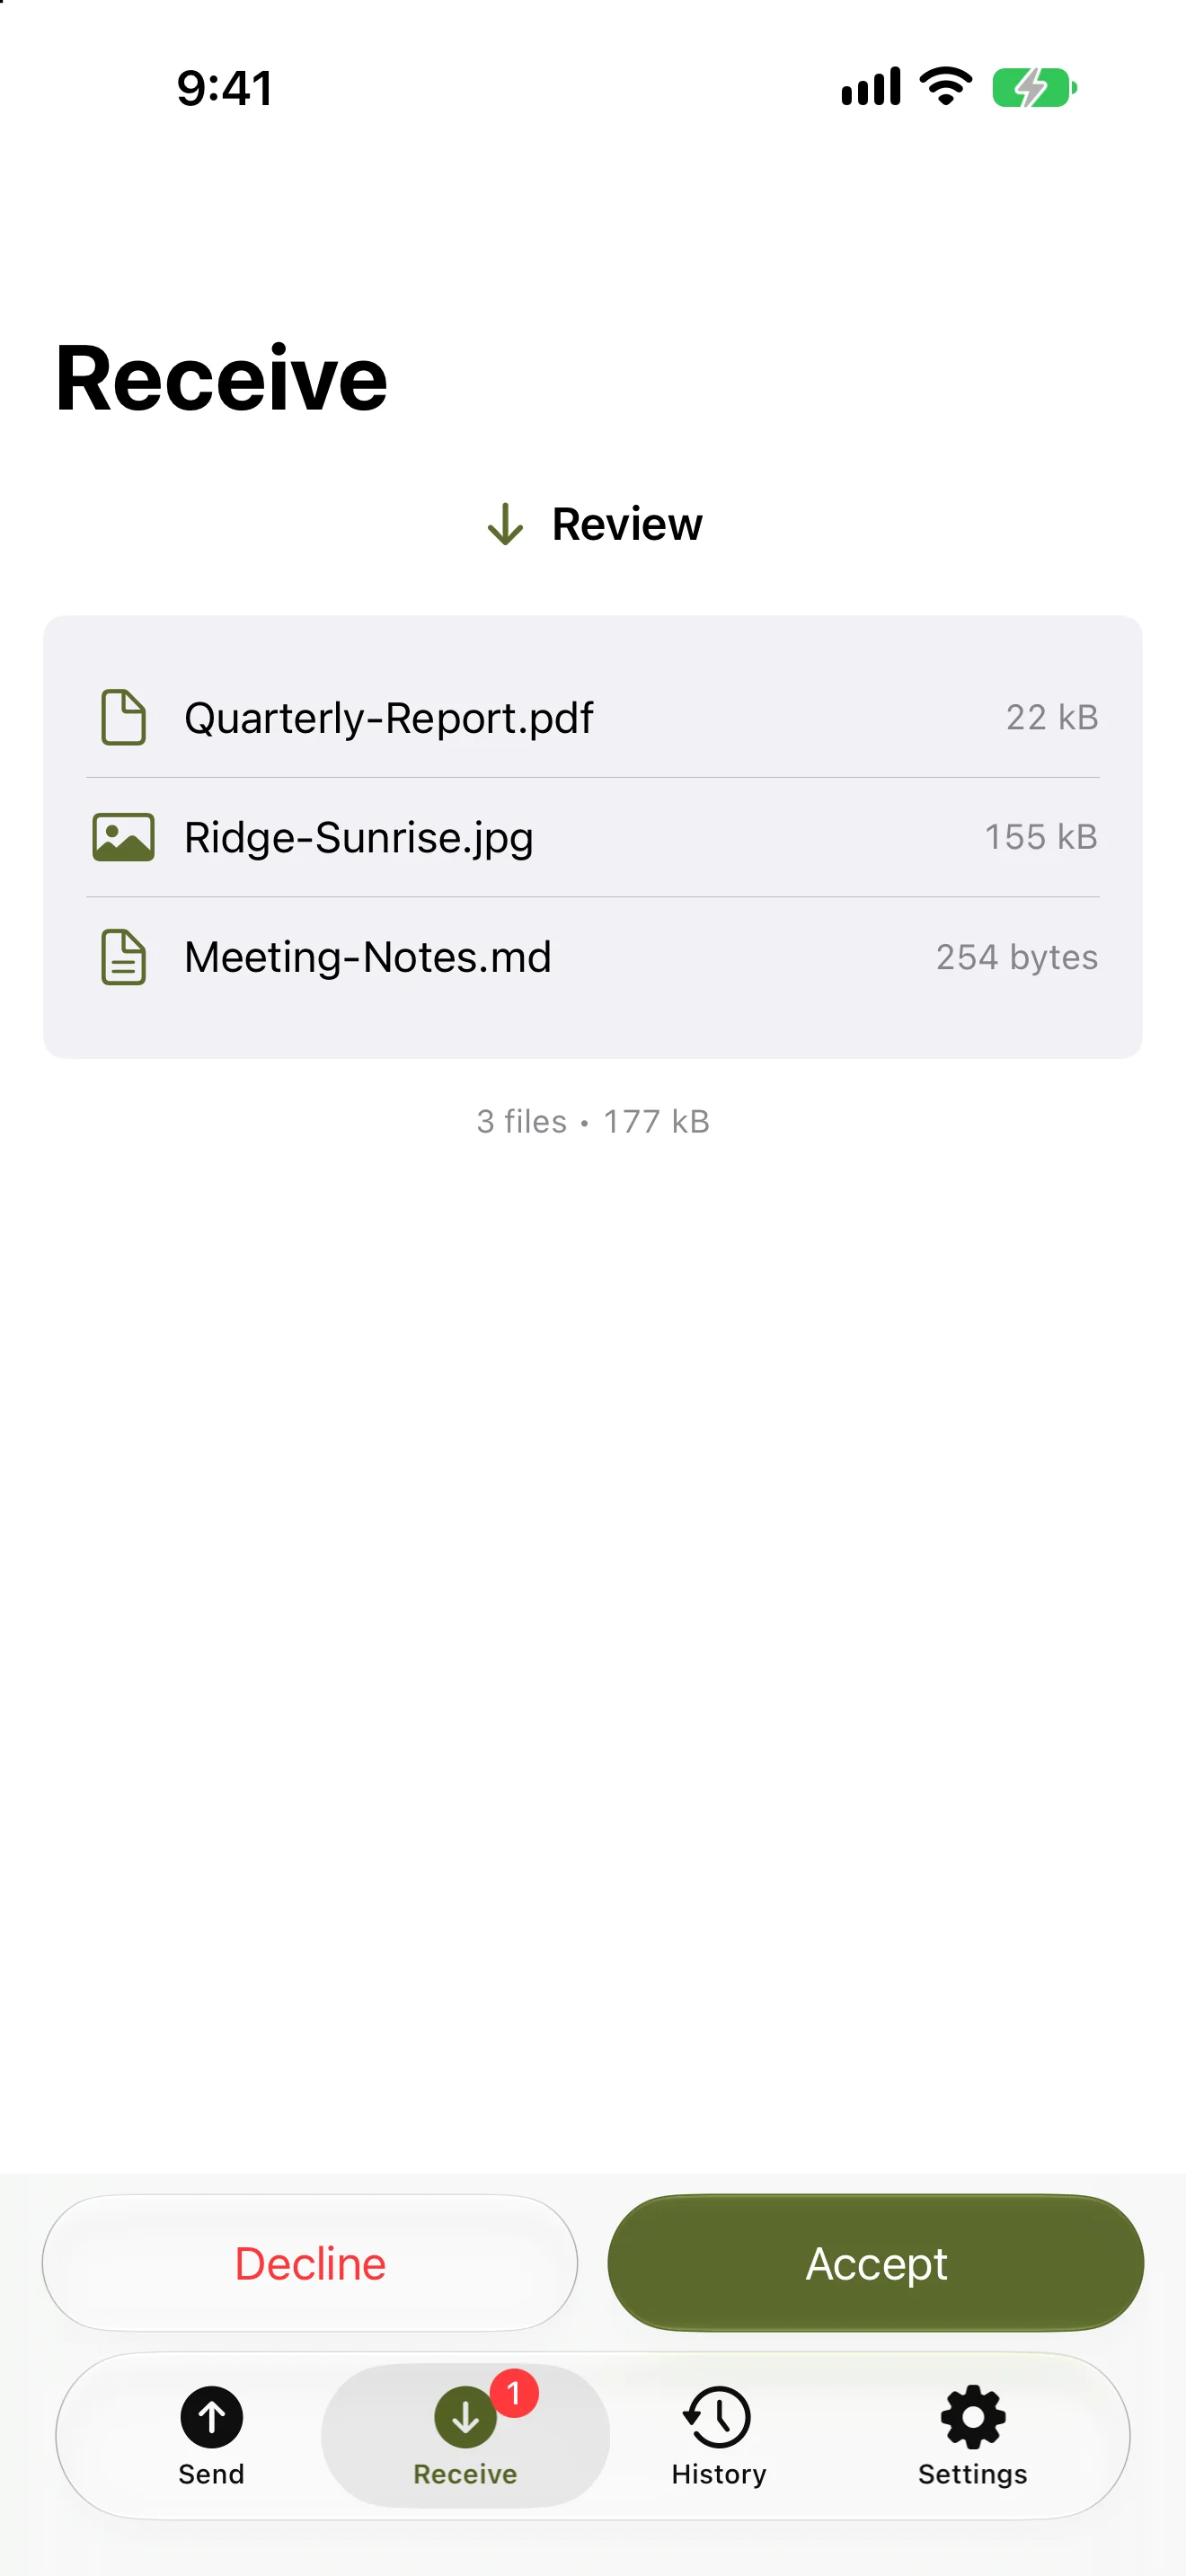 9:41
Receive
Review
Quarterly-Report.pdf 22 kB
Ridge-Sunrise.jpg 155 kB
Meeting-Notes.md 254 bytes
3 files • 177 kB
Decline Accept
1
Send Receive History Settings